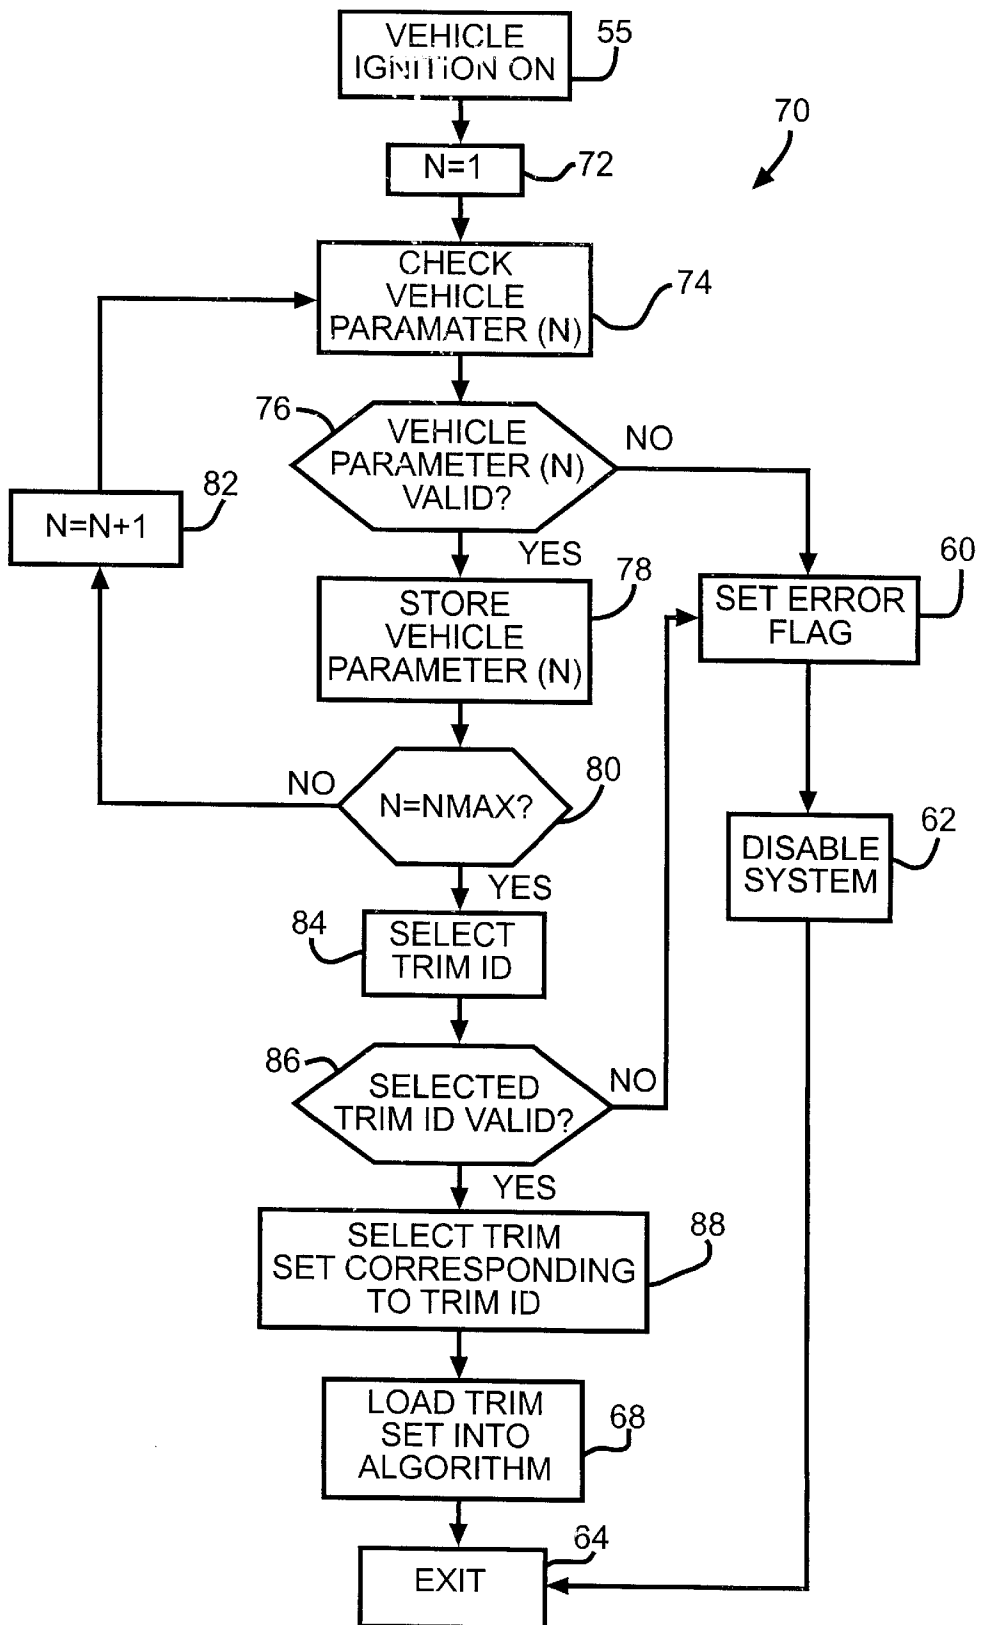 VEHICLE
IGNITION ON
55
70
N=1
72
CHECK
VEHICLE
PARAMATER (N)
74
76
VEHICLE
PARAMETER (N)
VALID?
NO
82
N=N+1
YES
78
60
STORE
VEHICLE
PARAMETER (N)
SET ERROR
FLAG
NO
N=NMAX?
80
62
DISABLE
SYSTEM
YES
84
SELECT
TRIM ID
86
SELECTED
TRIM ID VALID?
NO
YES
88
SELECT TRIM
SET CORRESPONDING
TO TRIM ID
LOAD TRIM
SET INTO
ALGORITHM
68
64
EXIT